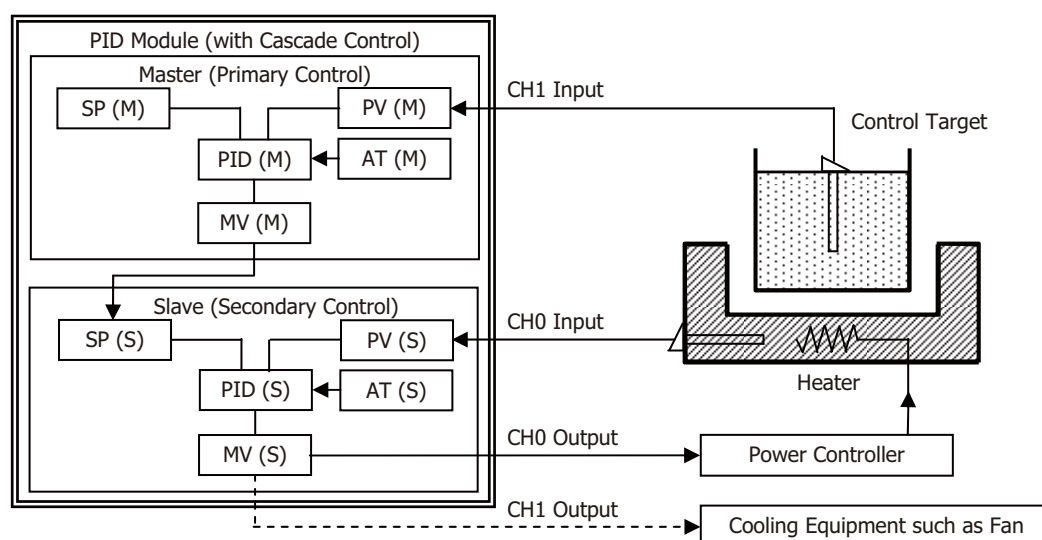 PID Module (with Cascade Control)
Master (Primary Control)
SP (M)
PV (M)
CH1 Input
Control Target
PID (M)
AT (M)
MV (M)
Slave (Secondary Control)
SP (S)
PV (S)
CH0 Input
PID (S)
AT (S)
Heater
MV (S)
CH0 Output
Power Controller
CH1 Output
Cooling Equipment such as Fan